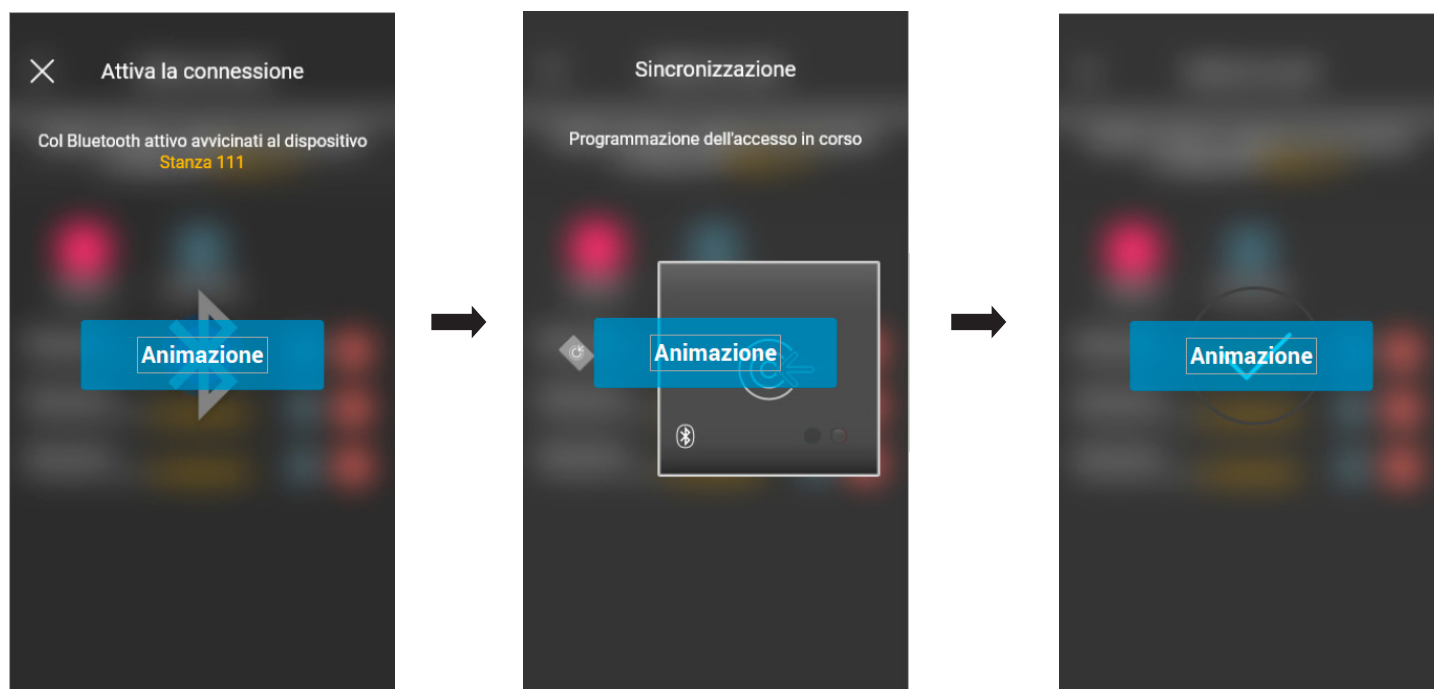 Attiva la connessione
Col Bluetooth attivo avvicinati al dispositivo
Stanza 111
Animazione
Sincronizzazione
Programmazione dell'accesso in corso
Animazione
Animazione